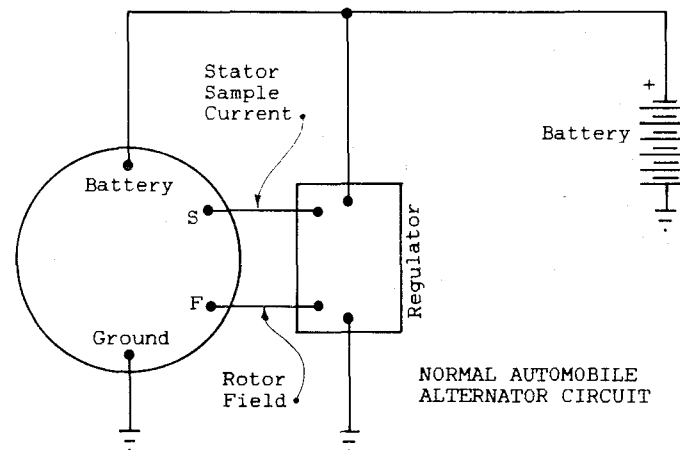 Stator
Sample
Current
+
Battery
Battery
S
Regulator
F
Ground
Rotor
Field
NORMAL AUTOMOBILE
ALTERNATOR CIRCUIT